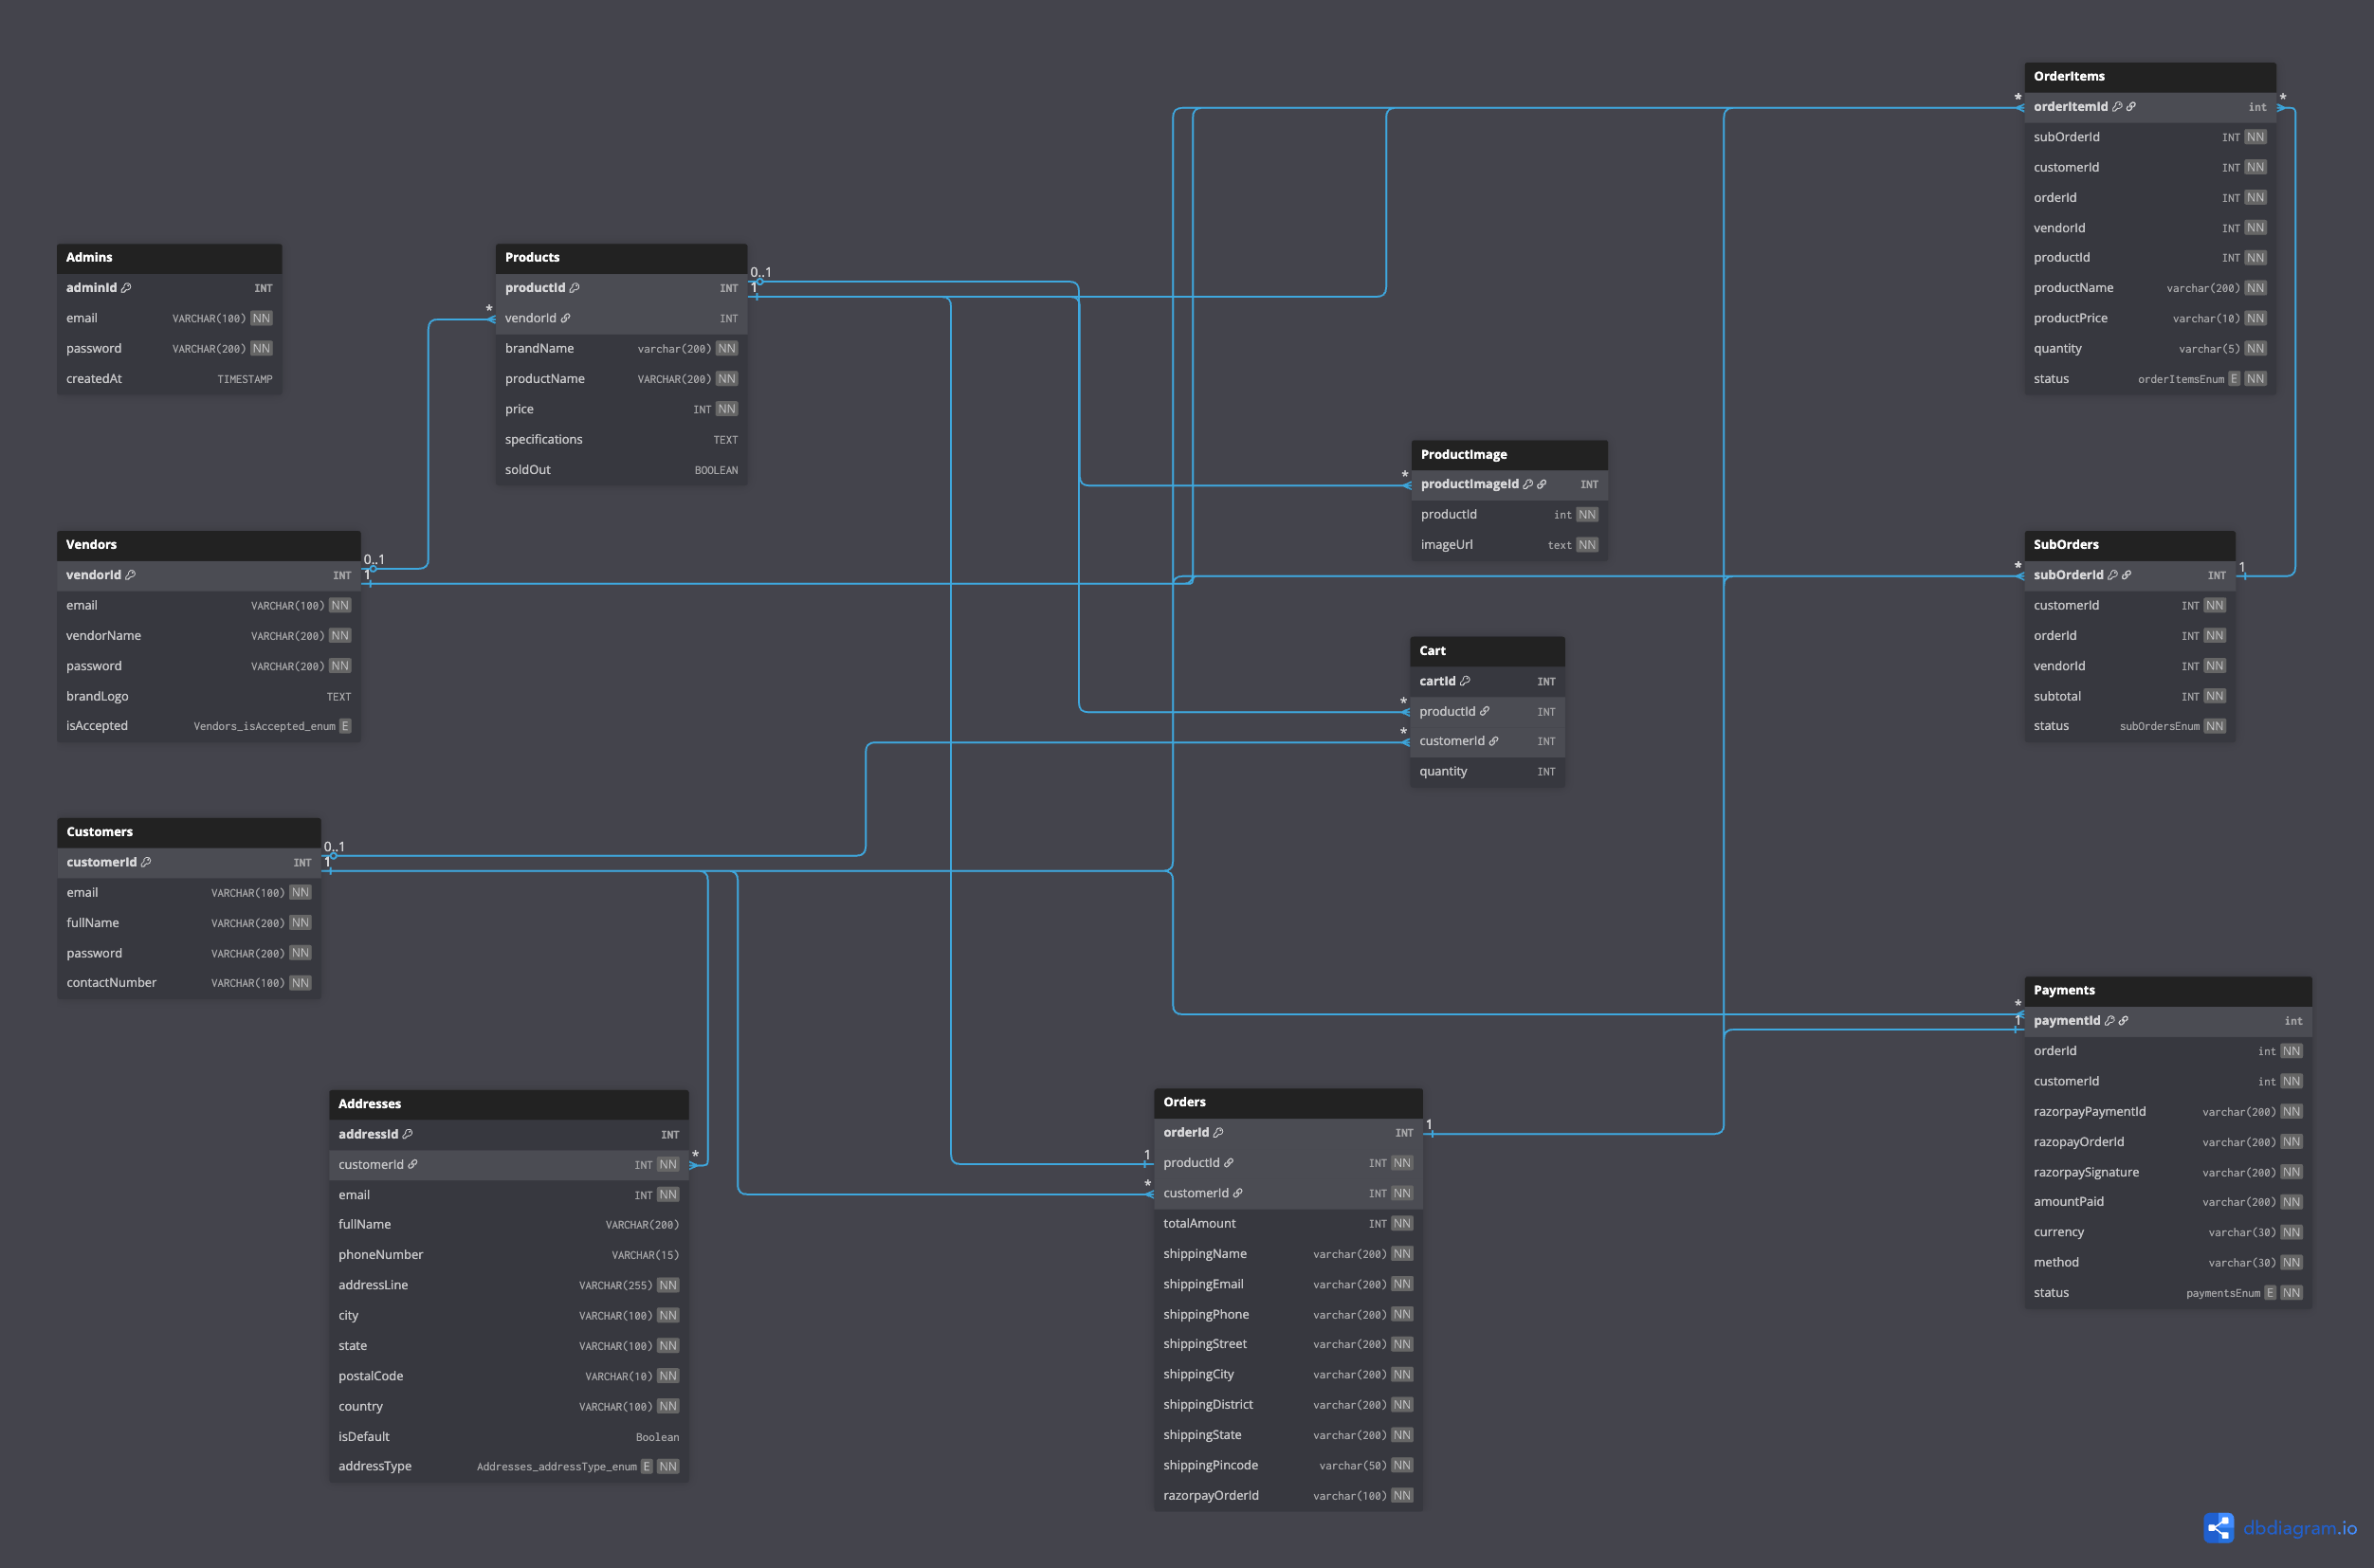 OrderItems
* orderItemId int *
subOrderId INT NN
customerId INT NN
orderId INT NN
vendorId INT NN
productId INT NN
productName varchar(200) NN
productPrice varchar(10) NN
quantity varchar(5) NN
status orderItemsEnum E NN
Admins
adminId INT
email VARCHAR(100) NN
password VARCHAR(200) NN
createdAt TIMESTAMP
Products
0..1
productId INT 1
* vendorId INT
brandName varchar(200) NN
productName VARCHAR(200) NN
price INT NN
specifications TEXT
soldOut BOOLEAN
ProductImage
* productImageId INT
productId int NN
imageUrl text NN
Vendors
0..1
vendorId INT 1
email VARCHAR(100) NN
vendorName VARCHAR(200) NN
password VARCHAR(200) NN
brandLogo TEXT
isAccepted Vendors_isAccepted_enum E
SubOrders
* subOrderId INT 1
customerId INT NN
orderId INT NN
vendorId INT NN
subtotal INT NN
status subOrdersEnum NN
Cart
cartId INT
* productId INT
* customerId INT
quantity INT
Customers
0..1
customerId INT 1
email VARCHAR(100) NN
fullName VARCHAR(200) NN
password VARCHAR(200) NN
contactNumber VARCHAR(100) NN
Payments
*
1 paymentId int
orderId int NN
customerId int NN
razorpayPaymentId varchar(200) NN
razopayOrderId varchar(200) NN
razorpaySignature varchar(200) NN
amountPaid varchar(200) NN
currency varchar(30) NN
method varchar(30) NN
status paymentsEnum E NN
Addresses
addressId INT
customerId INT NN *
email INT NN
fullName VARCHAR(200)
phoneNumber VARCHAR(15)
addressLine VARCHAR(255) NN
city VARCHAR(100) NN
state VARCHAR(100) NN
postalCode VARCHAR(10) NN
country VARCHAR(100) NN
isDefault Boolean
addressType Addresses_addressType_enum E NN
Orders
orderId INT 1
1 productId INT NN
* customerId INT NN
totalAmount INT NN
shippingName varchar(200) NN
shippingEmail varchar(200) NN
shippingPhone varchar(200) NN
shippingStreet varchar(200) NN
shippingCity varchar(200) NN
shippingDistrict varchar(200) NN
shippingState varchar(200) NN
shippingPincode varchar(50) NN
razorpayOrderId varchar(100) NN
dbdiagram.io